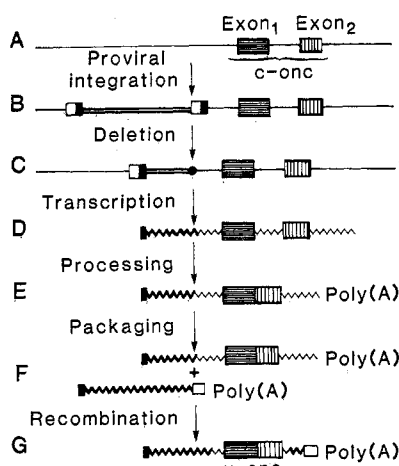 Exon1 Exon2
A
c-onc
Proviral
integration
B
Deletion
C
Transcription
D
Processing
E
Poly(A)
Packaging
Poly(A)
F
+
Poly(A)
Recombination
G
Poly(A)